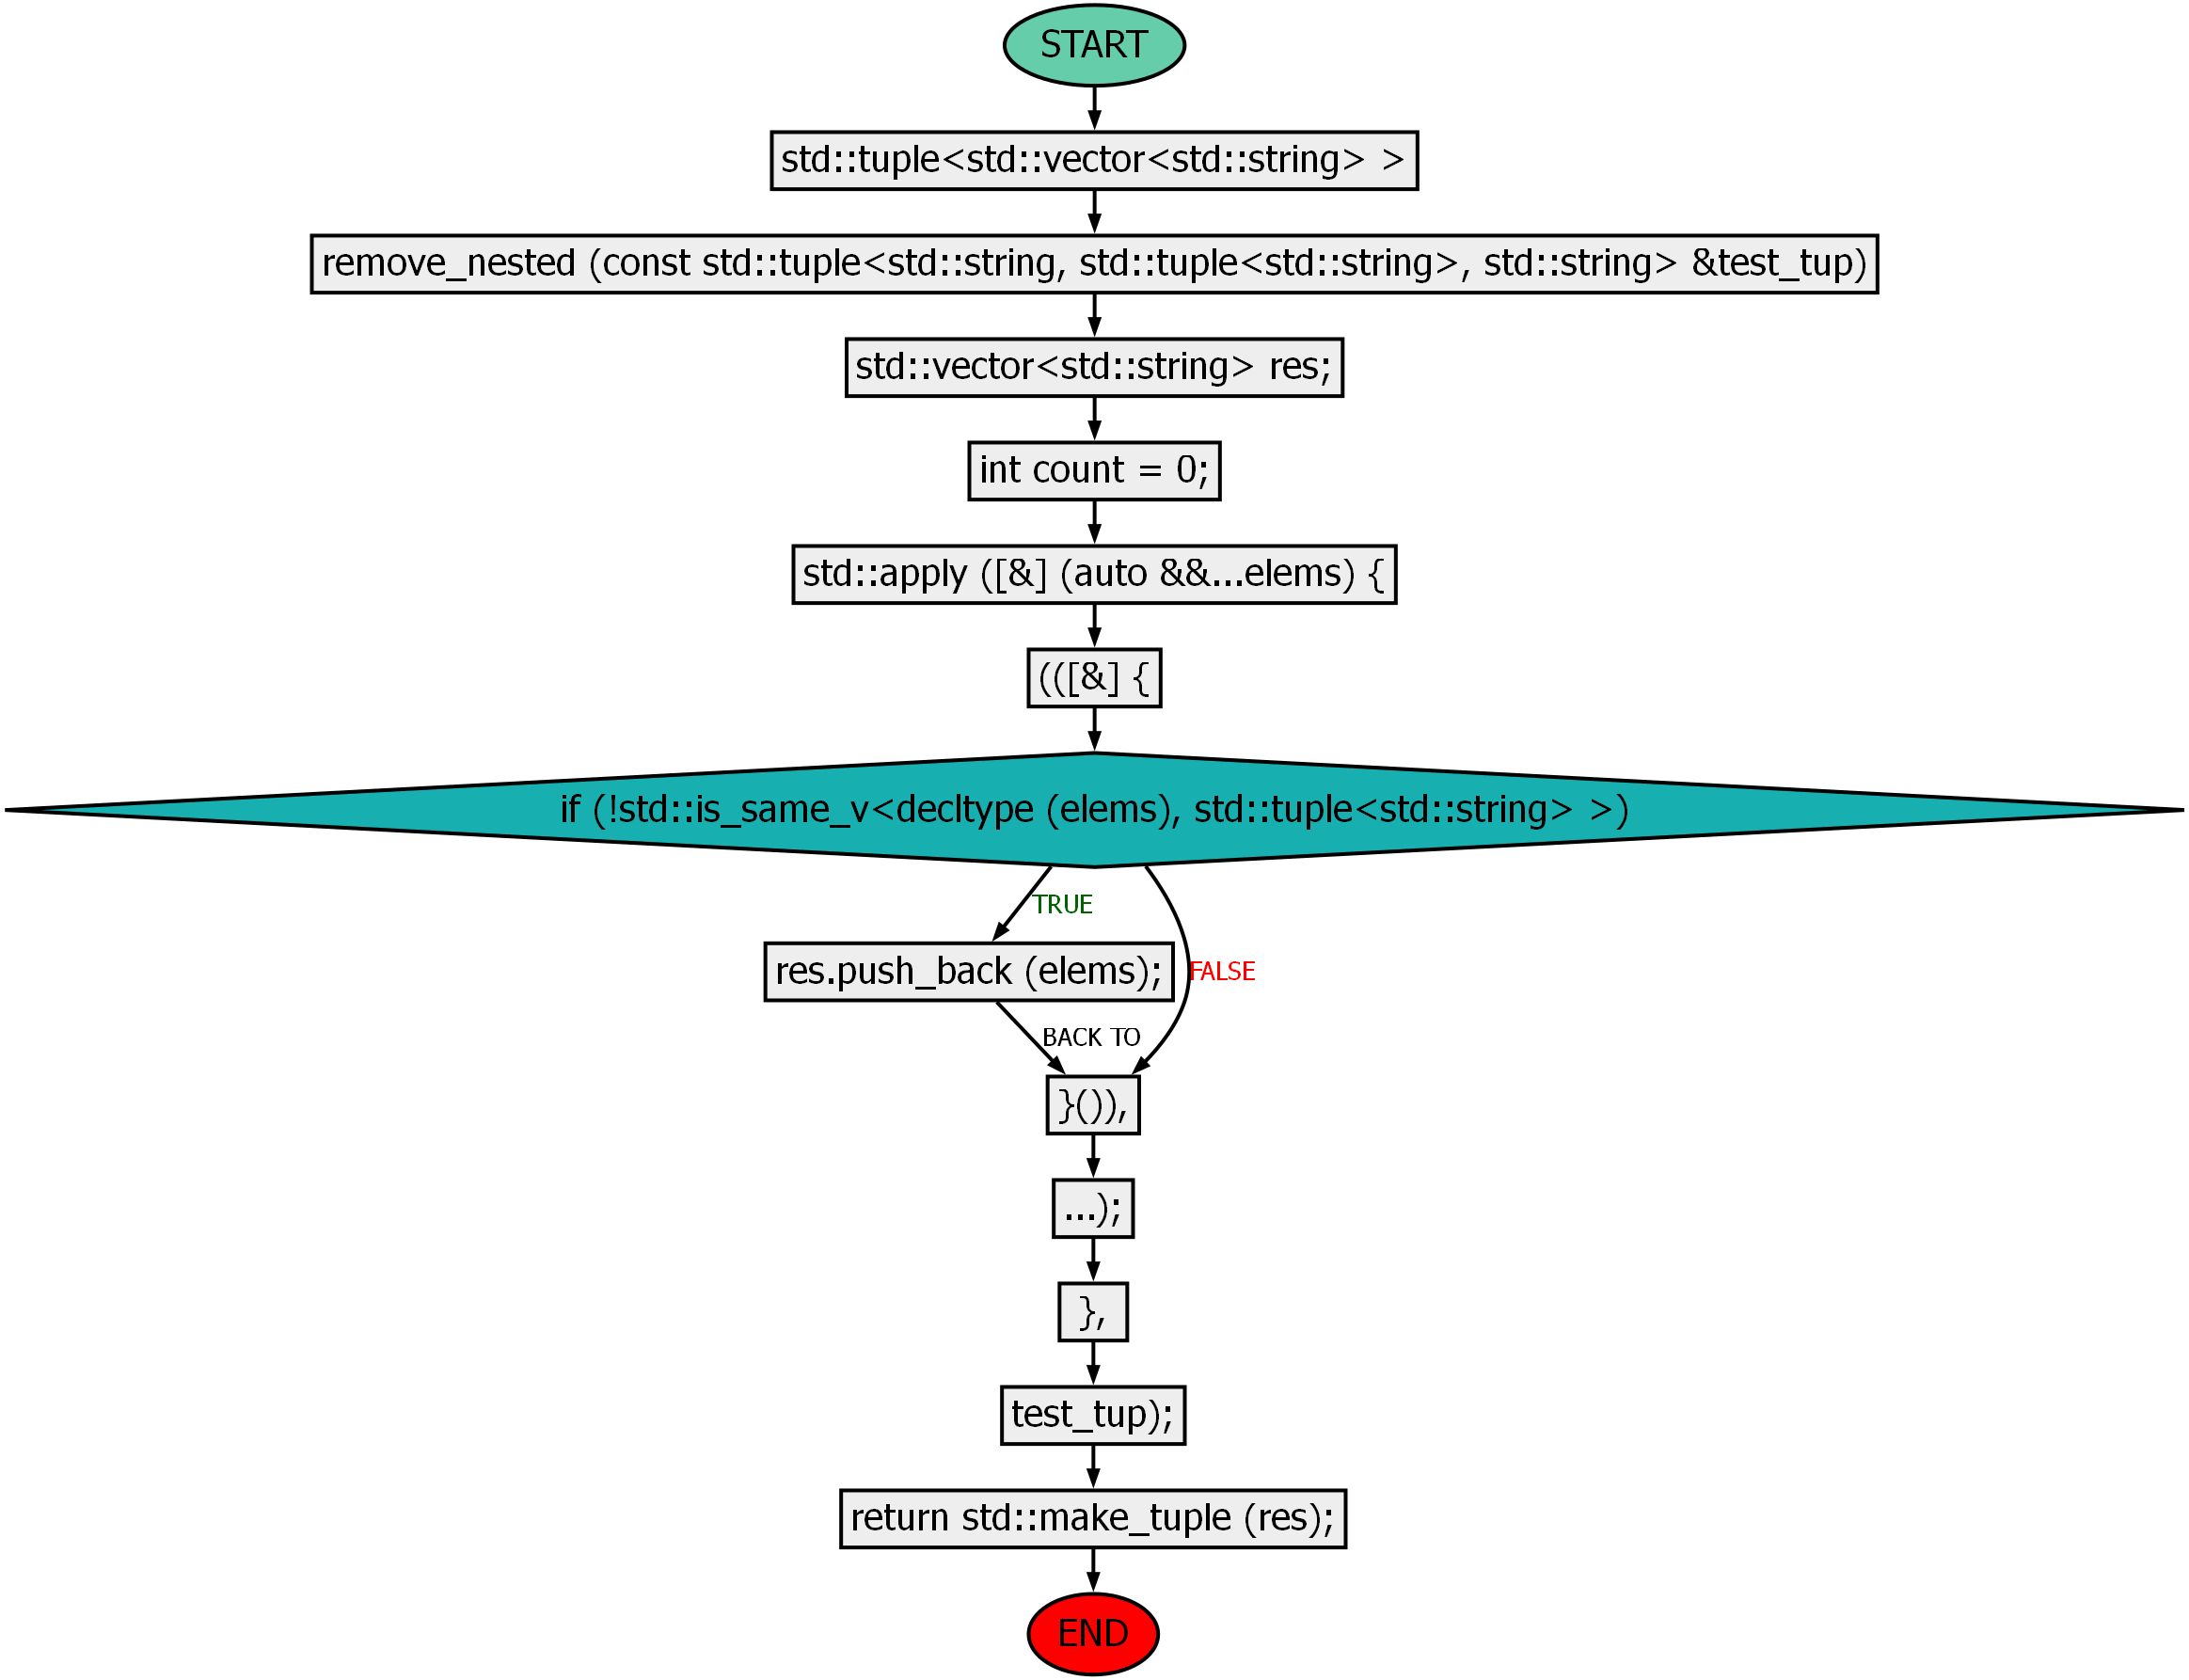 START
std::tuple<std::vector<std::string> >
remove_nested (const std::tuple<std::string, std::tuple<std::string>, std::string> &test_tup)
std::vector<std::string> res;
int count = 0;
std::apply ([&] (auto &&...elems) {
(([&] {
if (!std::is_same_v<decltype (elems), std::tuple<std::string> >)
TRUE
res.push_back (elems);
FALSE
BACK TO
}()),
...);
},
test_tup);
return std::make_tuple (res);
END